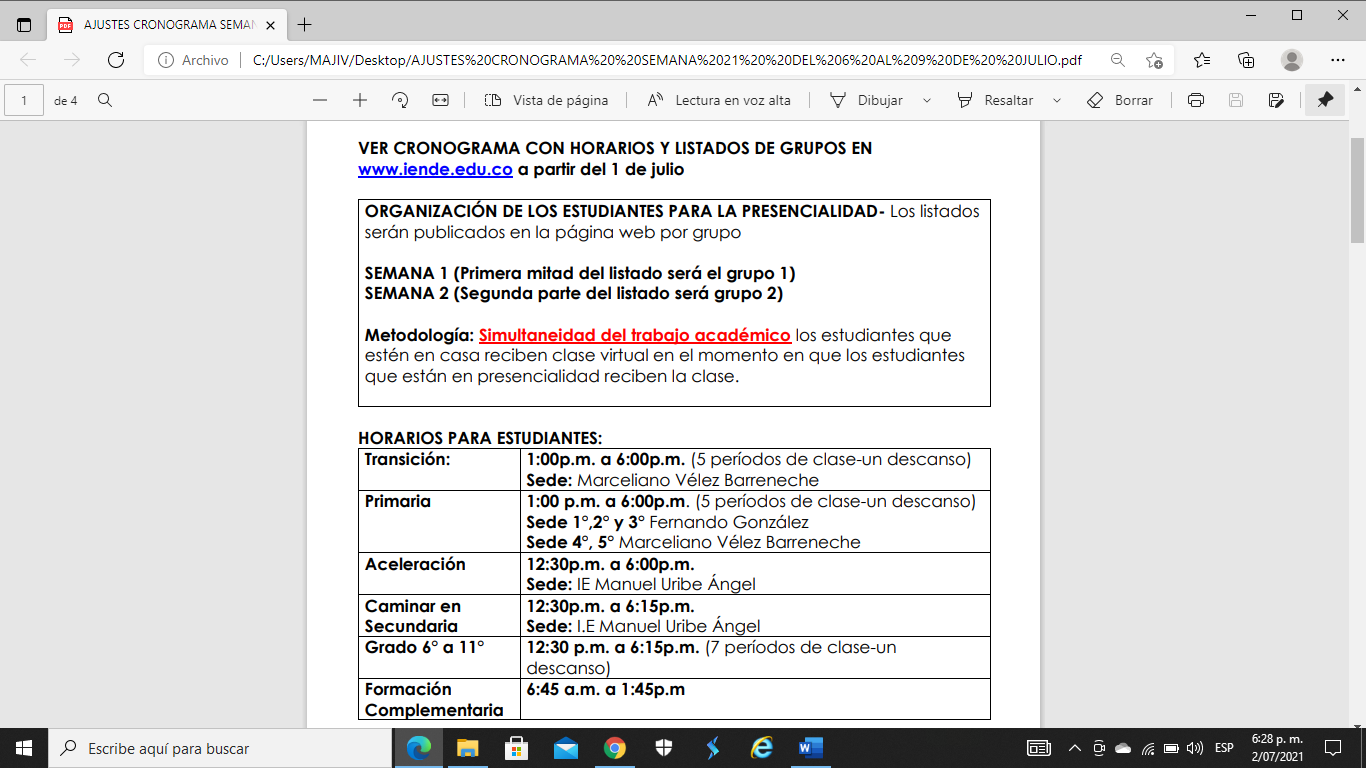 AJUSTES CRONOGRAMA SEMAN
Archivo
C:/Users/MAJIV/Desktop/AJUSTES%20CRONOGRAMA%20%20SEMANA%2021%20%20DEL%206%20AL%209%20DE%20%20JULIO.pdf
1 de 4
Vista de página
Lectura en voz alta
Dibujar
Resaltar
Borrar
VER CRONOGRAMA CON HORARIOS Y LISTADOS DE GRUPOS EN
www.iende.edu.co a partir del 1 de julio
ORGANIZACIÓN DE LOS ESTUDIANTES PARA LA PRESENCIALIDAD- Los listados
serán publicados en la página web por grupo
SEMANA 1 (Primera mitad del listado será el grupo 1)
SEMANA 2 (Segunda parte del listado será grupo 2)
Metodología: Simultaneidad del trabajo académico los estudiantes que
estén en casa reciben clase virtual en el momento en que los estudiantes
que están en presencialidad reciben la clase.
HORARIOS PARA ESTUDIANTES:
Transición:
1:00p.m. a 6:00p.m. (5 períodos de clase-un descanso)
Sede: Marceliano Vélez Barreneche
Primaria
1:00 p.m. a 6:00p.m. (5 períodos de clase-un descanso)
Sede 1°,2° y 3° Fernando González
Sede 4°, 5° Marceliano Vélez Barreneche
Aceleración
12:30p.m. a 6:00p.m.
Sede: IE Manuel Uribe Ángel
Caminar en
Secundaria
12:30p.m. a 6:15p.m.
Sede: I.E Manuel Uribe Ángel
Grado 6° a 11°
12:30 p.m. a 6:15p.m. (7 períodos de clase-un
descanso)
Formación
Complementaria
6:45 a.m. a 1:45p.m
Escribe aquí para buscar
ESP
6:28 p. m.
2/07/2021